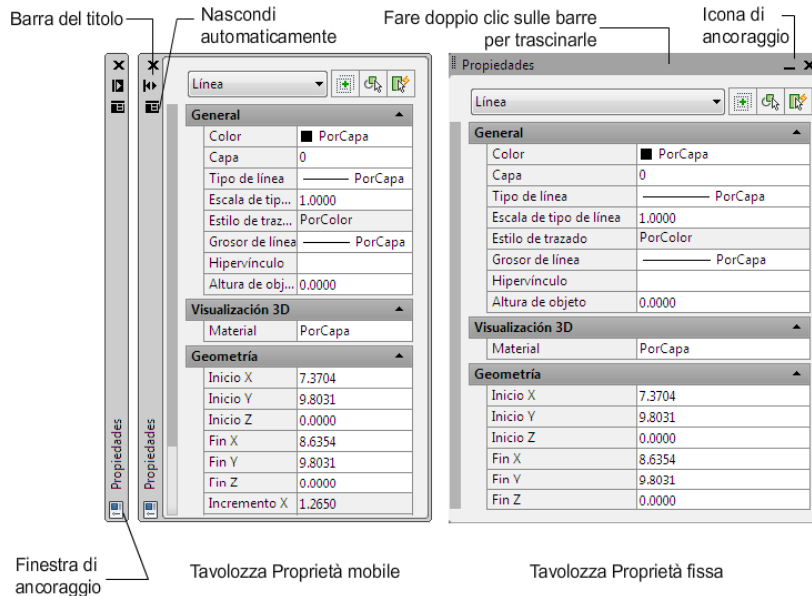 Barra del titolo
Nascondi
automaticamente
Fare doppio clic sulle barre
per trascinarle
Icona di
ancoraggio
Propiedades
Propiedades
Línea
General
Color PorCapa
Capa 0
Tipo de línea PorCapa
Escala de tip... 1.0000
Estilo de traz... PorColor
Grosor de línea PorCapa
Hipervínculo
Altura de obj... 0.0000
Visualización 3D
Material PorCapa
Geometría
Inicio X 7.3704
Inicio Y 9.8031
Inicio Z 0.0000
Fin X 8.6354
Fin Y 9.8031
Fin Z 0.0000
Incremento X 1.2650
Propiedades
Línea
General
Color PorCapa
Capa 0
Tipo de línea PorCapa
Escala de tipo de línea 1.0000
Estilo de trazado PorColor
Grosor de línea PorCapa
Hipervínculo
Altura de objeto 0.0000
Visualización 3D
Material PorCapa
Geometría
Inicio X 7.3704
Inicio Y 9.8031
Inicio Z 0.0000
Fin X 8.6354
Fin Y 9.8031
Fin Z 0.0000
Finestra di
ancoraggio
Tavolozza Proprietà mobile
Tavolozza Proprietà fissa